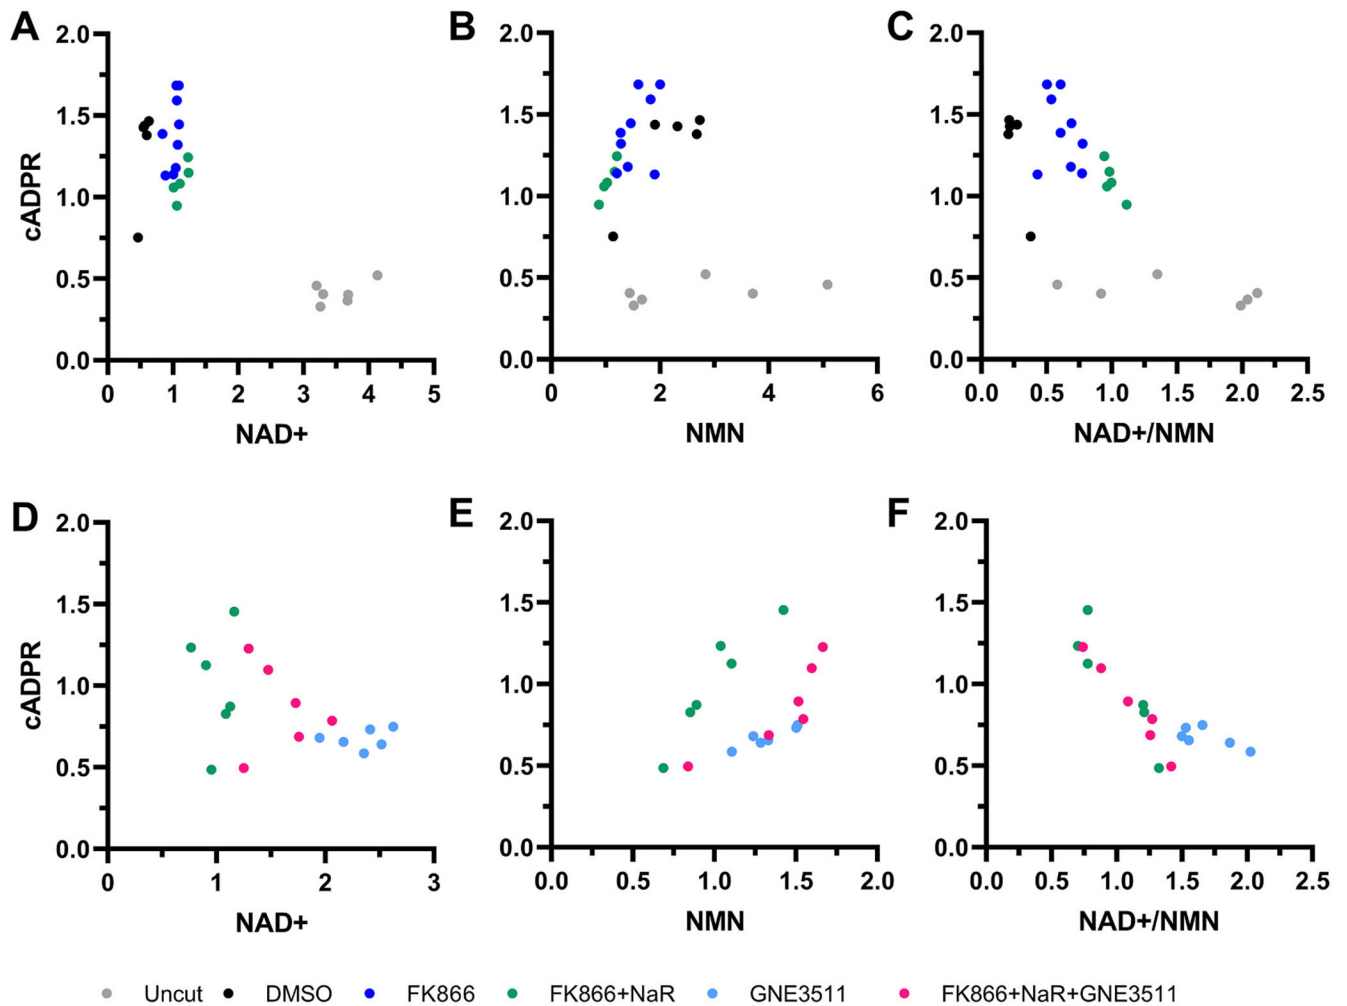 A
2.0
1.5
1.0
0.5
0.0
cADPR
0 1 2 3 4 5
NAD+
B
2.0
1.5
1.0
0.5
0.0
0 2 4 6
NMN
C
2.0
1.5
1.0
0.5
0.0
0.0 0.5 1.0 1.5 2.0 2.5
NAD+/NMN
D
2.0
1.5
1.0
0.5
0.0
cADPR
0 1 2 3
NAD+
E
2.0
1.5
1.0
0.5
0.0
0.0 0.5 1.0 1.5 2.0
NMN
F
2.0
1.5
1.0
0.5
0.0
0.0 0.5 1.0 1.5 2.0 2.5
NAD+/NMN
Uncut DMSO FK866 FK866+NaR GNE3511 FK866+NaR+GNE3511